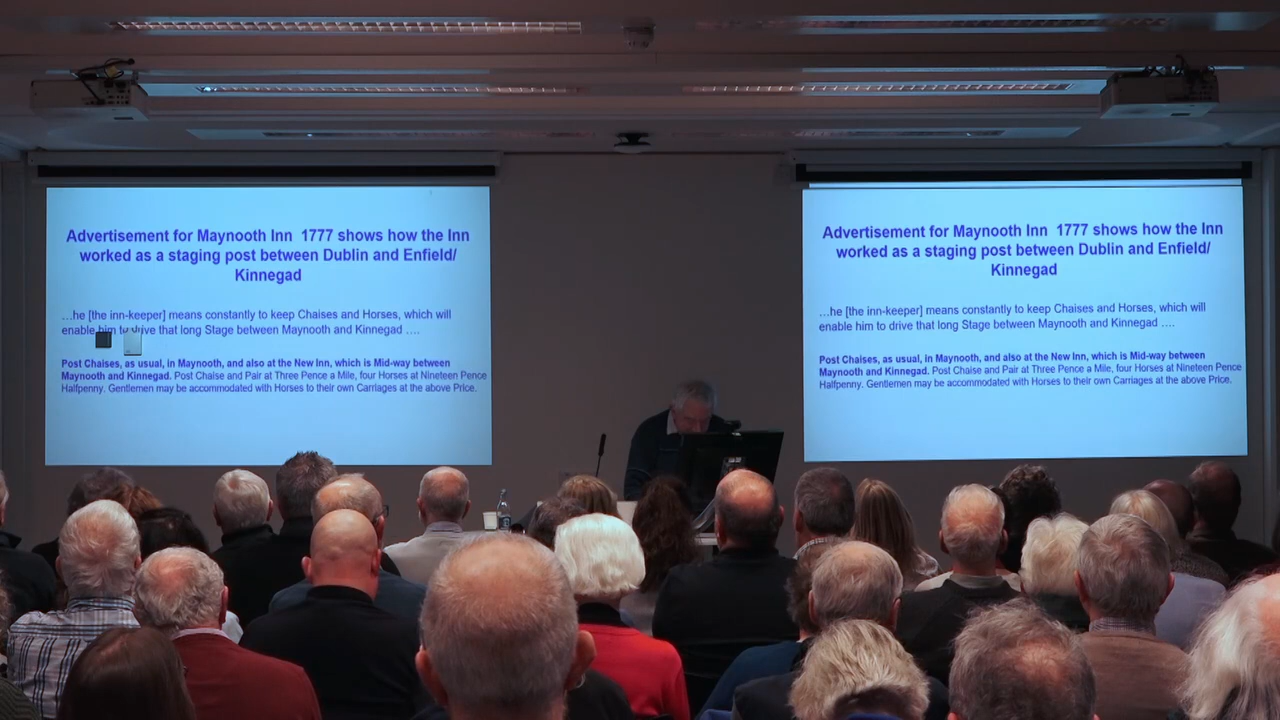 Advertisement for Maynooth Inn 1777 shows how the Inn
worked as a staging post between Dublin and Enfield/
Kinnegad
…he [the inn-keeper] means constantly to keep Chaises and Horses, which will
enable him to drive that long Stage between Maynooth and Kinnegad ….
Post Chaises, as usual, in Maynooth, and also at the New Inn, which is Mid-way between
Maynooth and Kinnegad. Post Chaise and Pair at Three Pence a Mile, four Horses at Nineteen Pence
Halfpenny. Gentlemen may be accommodated with Horses to their own Carriages at the above Price.
Advertisement for Maynooth Inn 1777 shows how the Inn
worked as a staging post between Dublin and Enfield/
Kinnegad
…he [the inn-keeper] means constantly to keep Chaises and Horses, which will
enable him to drive that long Stage between Maynooth and Kinnegad ….
Post Chaises, as usual, in Maynooth, and also at the New Inn, which is Mid-way between
Maynooth and Kinnegad. Post Chaise and Pair at Three Pence a Mile, four Horses at Nineteen Pence
Halfpenny. Gentlemen may be accommodated with Horses to their own Carriages at the above Price.